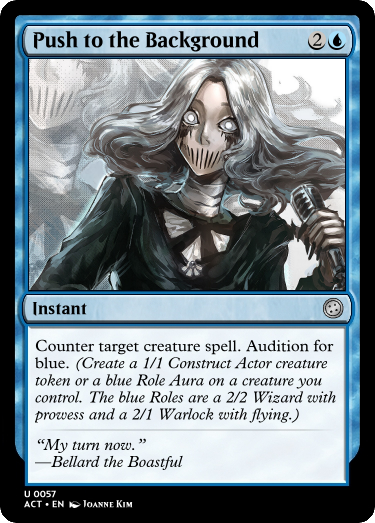 Push to the Background 2
Instant
Counter target creature spell. Audition for
blue. (Create a 1/1 Construct Actor creature
token or a blue Role Aura on a creature you
control. The blue Roles are a 2/2 Wizard with
prowess and a 2/1 Warlock with flying.)
“My turn now.”
—Bellard the Boastful
U 0057
ACT • EN Joanne Kim